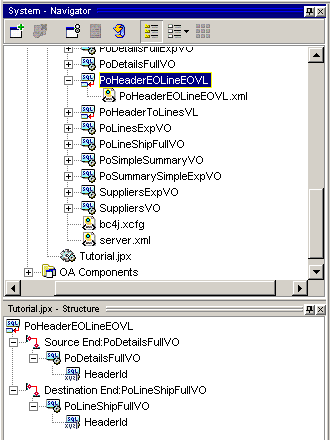 System - Navigator
PoDetailsFullExpVO
PoDetailsFullVO
PoHeaderEOLineEOVL
PoHeaderEOLineEOVL.xml
PoHeaderToLinesVL
PoLinesExpVO
PoLineShipFullVO
PoSimpleSummaryVO
PoSummarySimpleExpVO
SuppliersExpVO
SuppliersVO
bc4j.xcfg
server.xml
Tutorial.jpx
OA Components
Tutorial.jpx - Structure
PoHeaderEOLineEOVL
Source End:PoDetailsFullVO
PoDetailsFullVO
HeaderId
Destination End:PoLineShipFullVO
PoLineShipFullVO
HeaderId